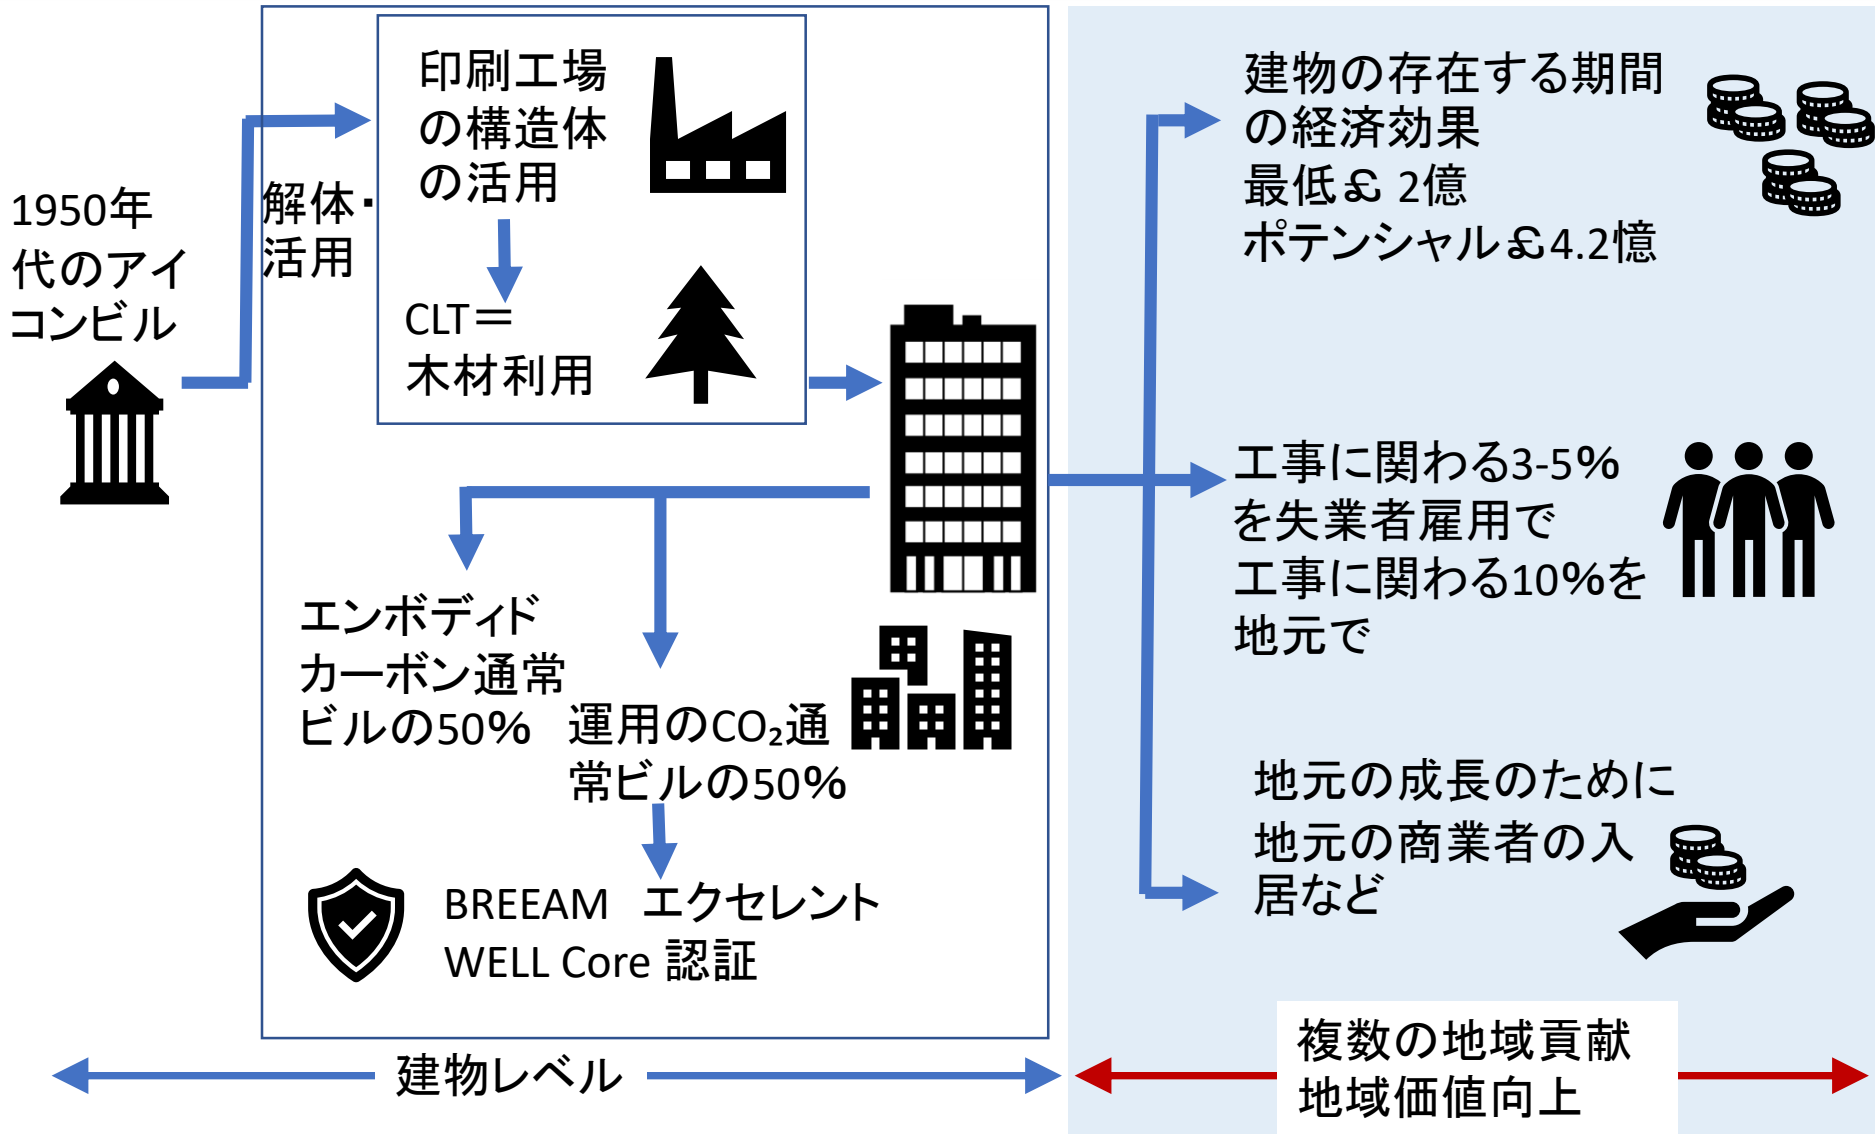 1950年
代のアイ
コンビル
解体・
活用
印刷工場
の構造体
の活用
CLT＝
木材利用
エンボディド
カーボン通常
ビルの50％
運用のCO₂通
常ビルの50％
BREEAM　エクセレント
WELL Core 認証
建物レベル
建物の存在する期間
の経済効果
最低￡ 2億
ポテンシャル￡4.2憶
工事に関わる3-5％
を失業者雇用で
工事に関わる10％を
地元で
地元の成長のために
地元の商業者の入
居など
複数の地域貢献
地域価値向上